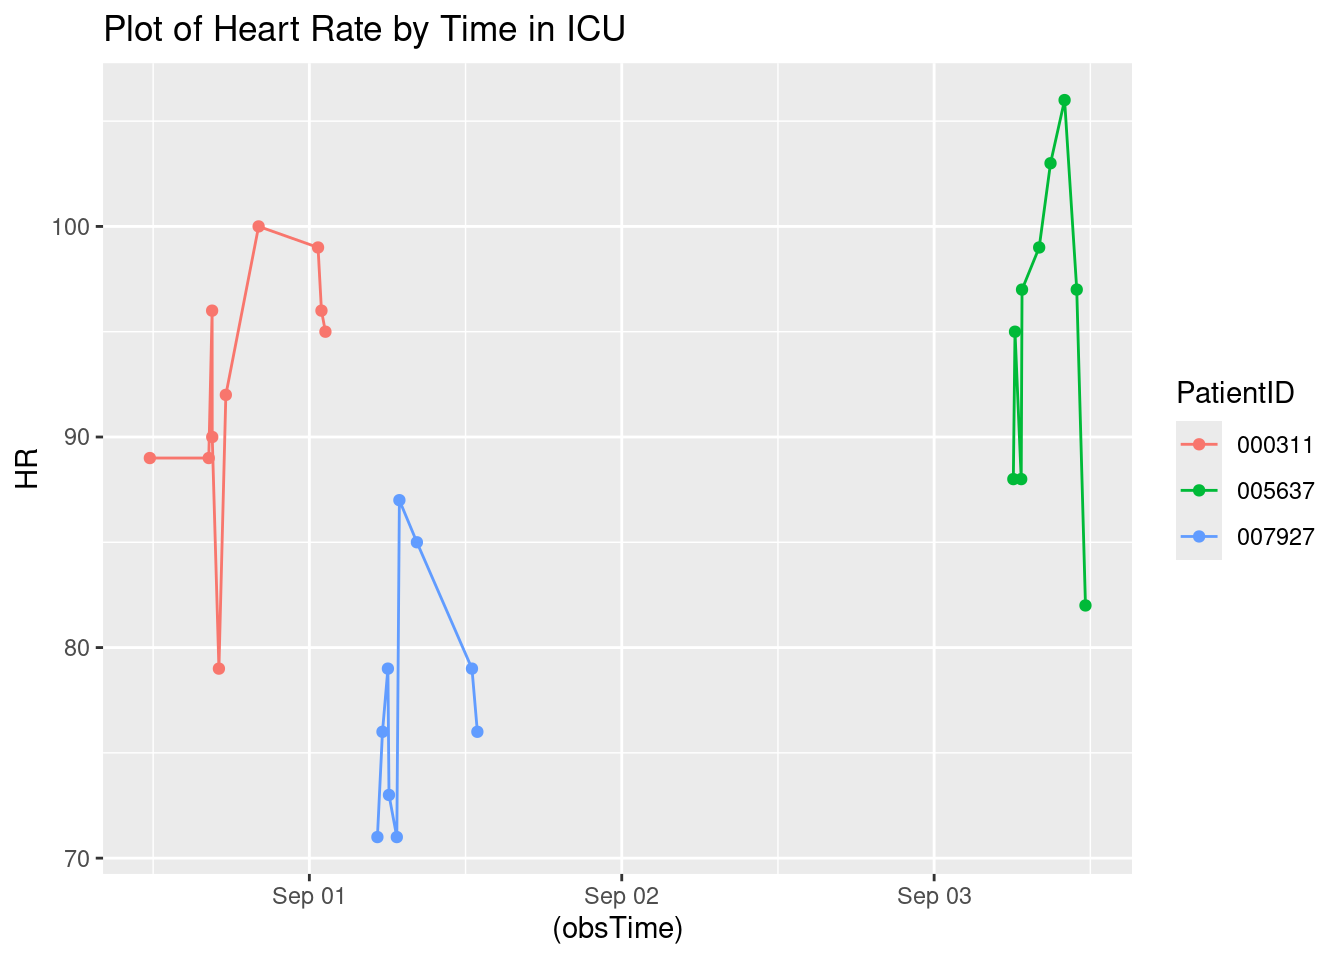 Plot of Heart Rate by Time in ICU
HR
100
90
80
70
Sep 01
Sep 02
Sep 03
(obsTime)
PatientID
000311
005637
007927